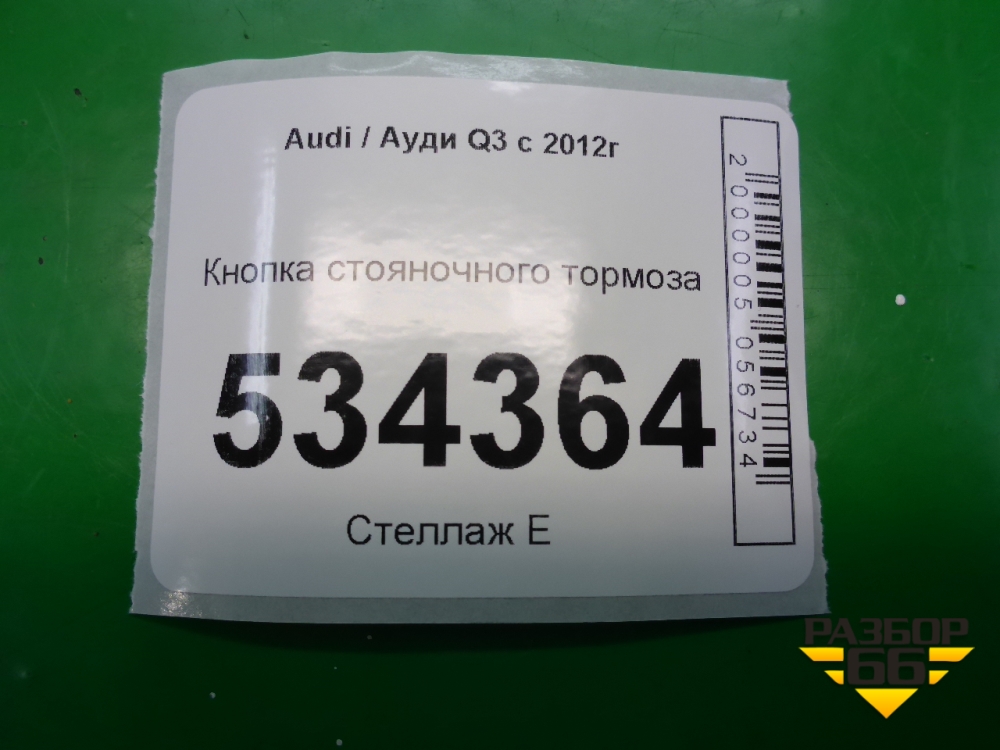 Audi / Ауди Q3 с 2012г
Кнопка стояночного тормоза
534364
Стеллаж Е
2000005056734
РАЗБОР
66